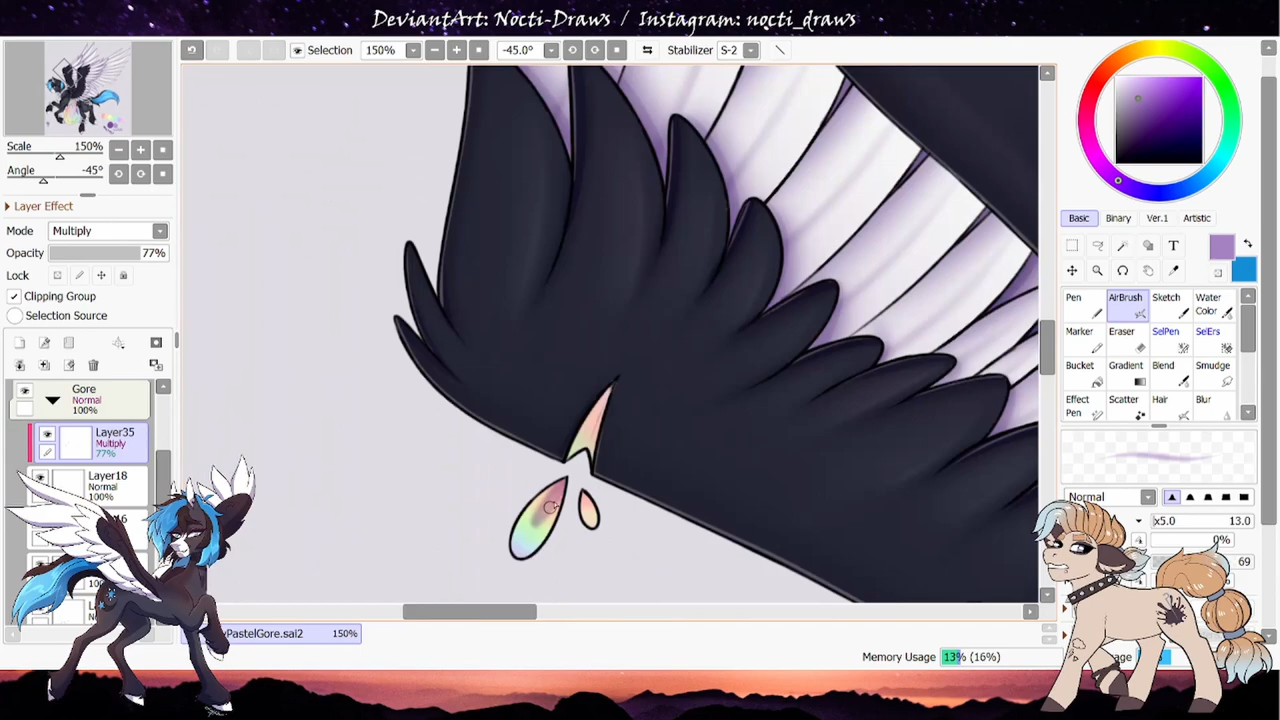 DeviantArt: Nocti-Draws / Instagram: nocti_draws
Selection 150% -45.0° Stabilizer S-2
Scale 150%
Angle -45°
Layer Effect
Mode Multiply
Opacity 77%
Lock
Clipping Group
Selection Source
Gore
Normal
100%
Layer35
Multiply
77%
Layer18
Normal
100%
PastelGore.sai2 150%
Memory Usage 13% (16%)
Basic Binary Ver.1 Artistic
T
Pen AirBrush Sketch Water Color
Marker Eraser SelPen SelErs
Bucket Gradient Blend Smudge
Effect Pen Scatter Hair Blur
Normal
x5.0 13.0
0%
69